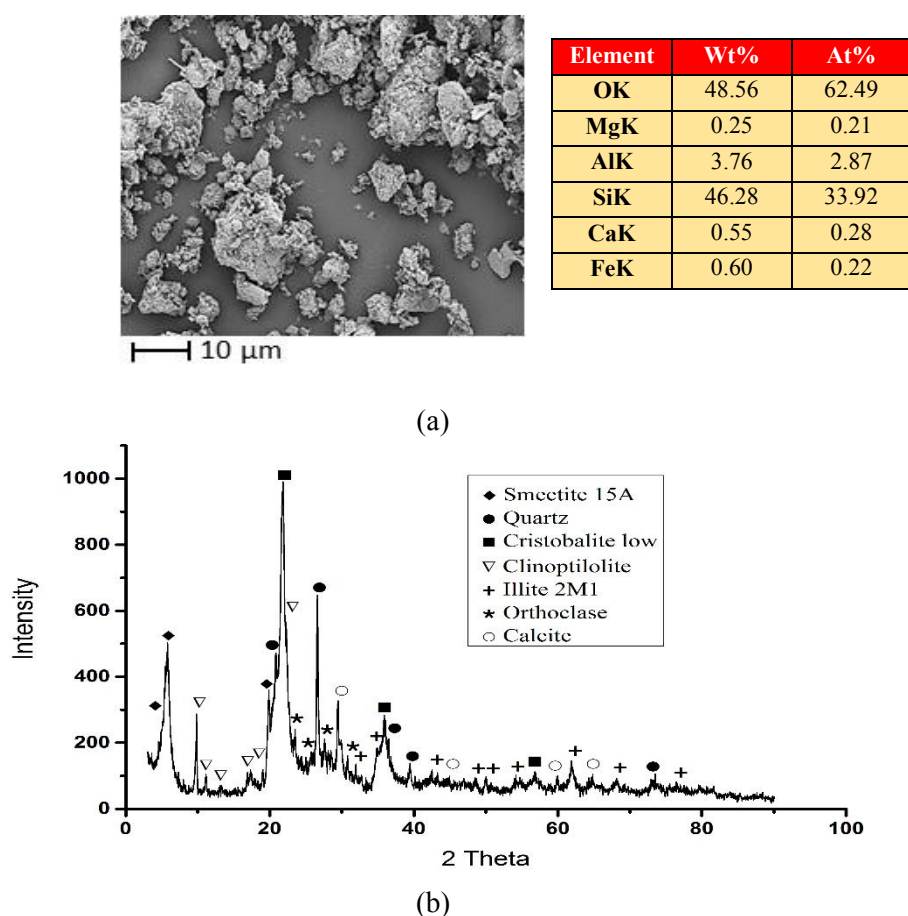 Element Wt% At%
OK 48.56 62.49
MgK 0.25 0.21
AlK 3.76 2.87
SiK 46.28 33.92
CaK 0.55 0.28
FeK 0.60 0.22
10 µm
(a)
1000
800
600
400
200
0
Intensity
Smectite 15A
Quartz
Cristobalite low
Clinoptilolite
Illite 2M1
Orthoclase
Calcite
0 20 40 60 80 100
2 Theta
(b)